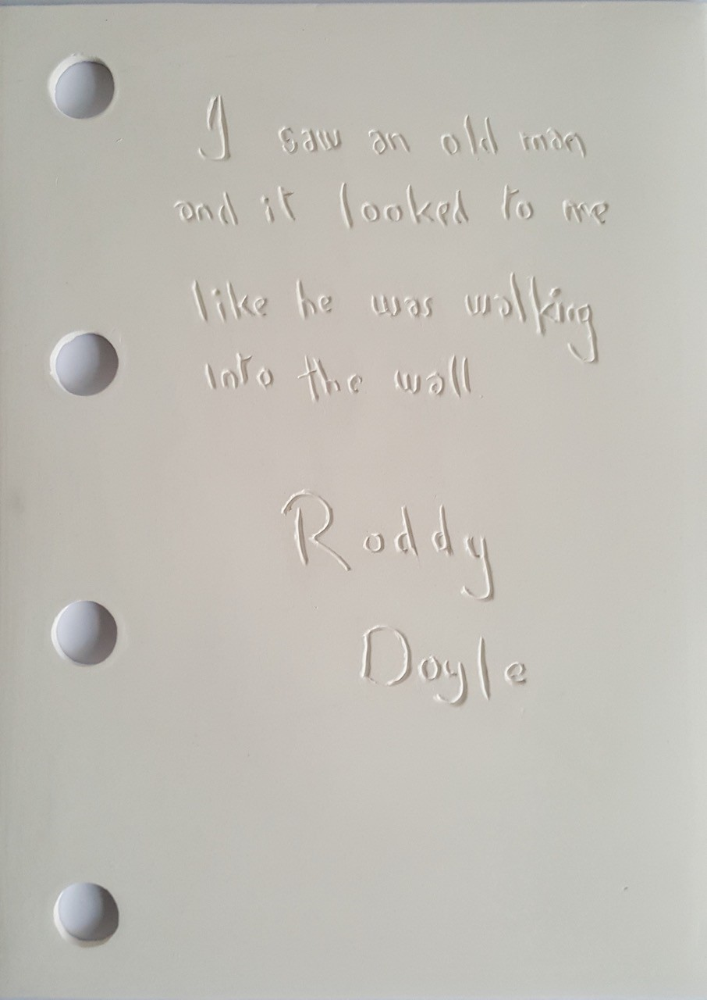 I saw an old man
and it looked to me
like he was walking
into the wall.
Roddy
Doyle